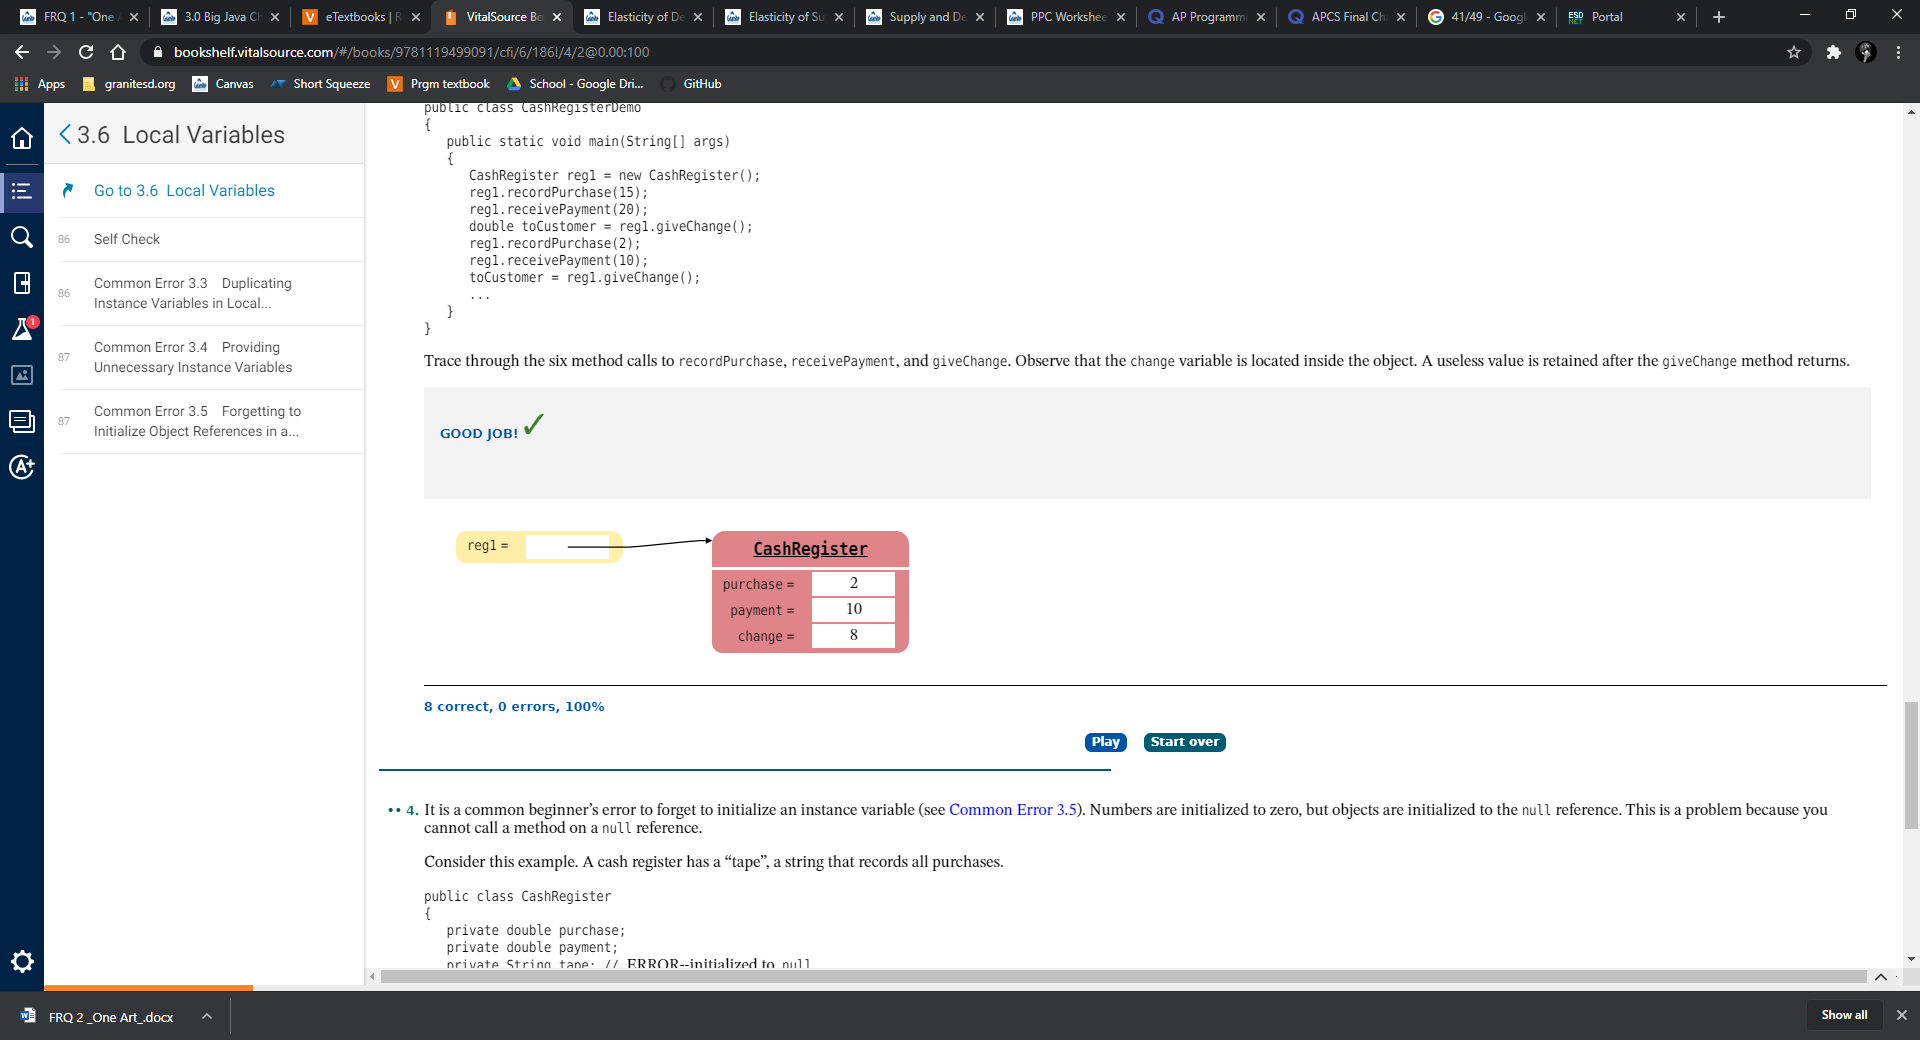 FRQ 1 - "One A
3.0 Big Java Ch
eTextbooks | R
VitalSource Bo
Elasticity of De
Elasticity of Su
Supply and De
PPC Workshee
AP Programmi
APCS Final Ch
41/49 - Googl
Portal
bookshelf.vitalsource.com/#/books/9781119499091/cfi/6/186!/4/2@0.00:100
Apps
granitesd.org
Canvas
Short Squeeze
Prgm textbook
School - Google Dri...
GitHub
3.6 Local Variables
Go to 3.6 Local Variables
86 Self Check
86 Common Error 3.3 Duplicating
Instance Variables in Local...
87 Common Error 3.4 Providing
Unnecessary Instance Variables
87 Common Error 3.5 Forgetting to
Initialize Object References in a...
1
A+
public class CashRegisterDemo
{
public static void main(String[] args)
{
CashRegister reg1 = new CashRegister();
reg1.recordPurchase(15);
reg1.receivePayment(20);
double toCustomer = reg1.giveChange();
reg1.recordPurchase(2);
reg1.receivePayment(10);
toCustomer = reg1.giveChange();
...
}
}
Trace through the six method calls to recordPurchase, receivePayment, and giveChange. Observe that the change variable is located inside the object. A useless value is retained after the giveChange method returns.
GOOD JOB! ✓
reg1 =
CashRegister
purchase = 2
payment = 10
change = 8
8 correct, 0 errors, 100%
Play
Start over
•• 4. It is a common beginner’s error to forget to initialize an instance variable (see Common Error 3.5). Numbers are initialized to zero, but objects are initialized to the null reference. This is a problem because you
cannot call a method on a null reference.
Consider this example. A cash register has a “tape”, a string that records all purchases.
public class CashRegister
{
private double purchase;
private double payment;
private String tape; // ERROR--initialized to null
FRQ 2 _One Art_.docx
Show all